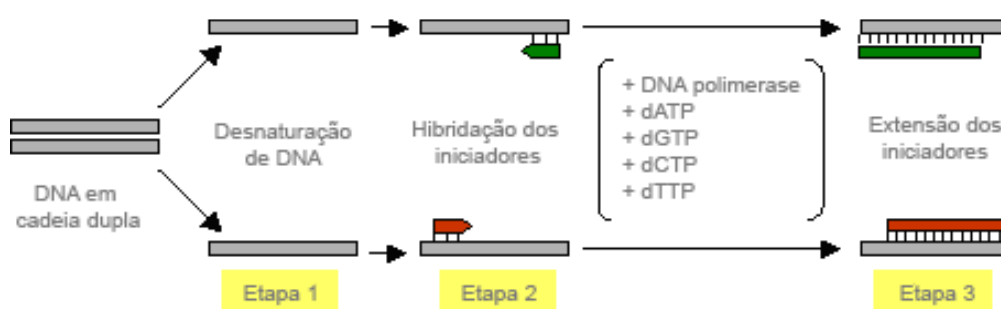 DNA em
cadeia dupla
Desnaturação
de DNA
Hibridação dos
iniciadores
+ DNA polimerase
+ dATP
+ dGTP
+ dCTP
+ dTTP
Extensão dos
iniciadores
Etapa 1
Etapa 2
Etapa 3